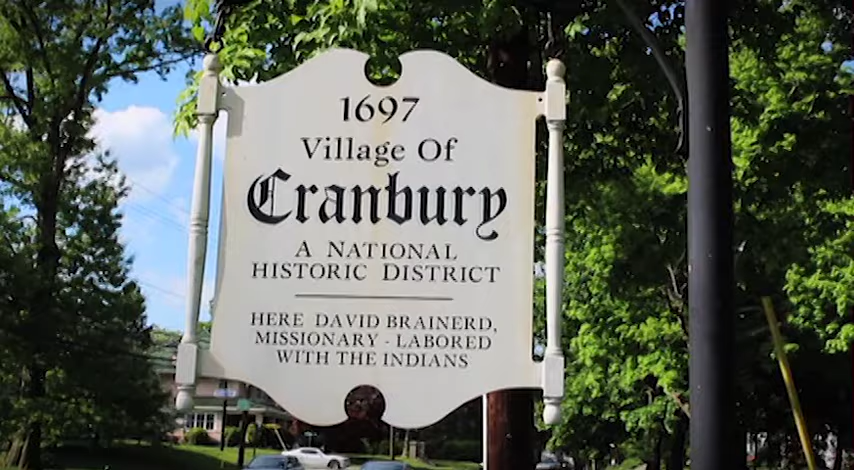 1697
Village Of
Cranbury
A NATIONAL
HISTORIC DISTRICT
HERE DAVID BRAINERD,
MISSIONARY - LABORED
WITH THE INDIANS